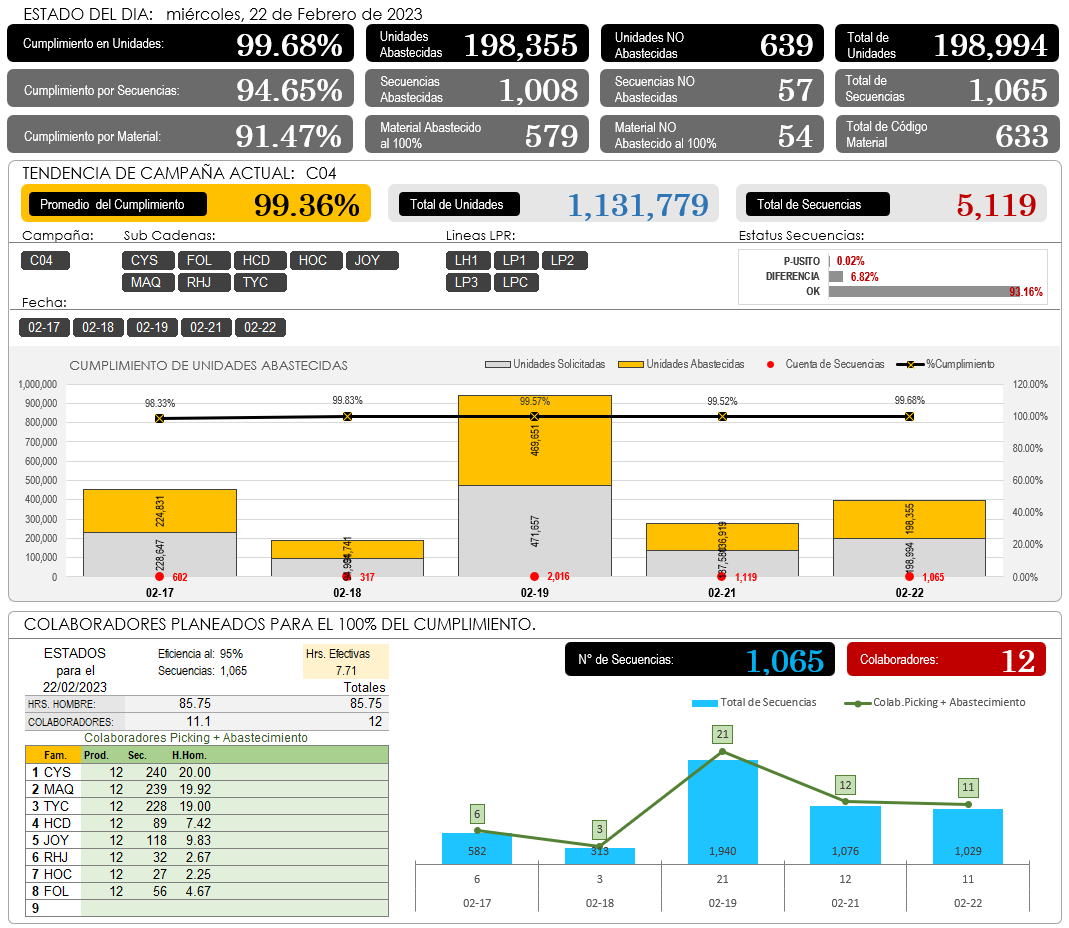 ESTADO DEL DIA: miércoles, 22 de Febrero de 2023
Cumplimiento en Unidades: 99.68%
Unidades Abastecidas 198,355
Unidades NO Abastecidas 639
Total de Unidades 198,994
Cumplimiento por Secuencias: 94.65%
Secuencias Abastecidas 1,008
Secuencias NO Abastecidas 57
Total de Secuencias 1,065
Cumplimiento por Material: 91.47%
Material Abastecido al 100% 579
Material NO Abastecido al 100% 54
Total de Código Material 633
TENDENCIA DE CAMPAÑA ACTUAL: C04
Promedio del Cumplimiento 99.36%
Total de Unidades 1,131,779
Total de Secuencias 5,119
Campaña: Sub Cadenas: Lineas LPR: Estatus Secuencias:
C04 CYS FOL HCD HOC JOY LH1 LP1 LP2
MAQ RHJ TYC LP3 LPC
P-USITO 0.02%
DIFERENCIA 6.82%
OK 93.16%
Fecha:
02-17 02-18 02-19 02-21 02-22
CUMPLIMIENTO DE UNIDADES ABASTECIDAS
Unidades Solicitadas Unidades Abastecidas Cuenta de Secuencias %Cumplimiento
1,000,000 120.00%
900,000 100.00%
800,000 80.00%
700,000 60.00%
600,000 40.00%
500,000 20.00%
400,000 0.00%
300,000
200,000
100,000
0
98.33% 99.83% 99.57% 99.52% 99.68%
224,831 469,651 136,919 198,355
228,647 471,657 198,994
602 317 2,016 1,119 1,065
02-17 02-18 02-19 02-21 02-22
COLABORADORES PLANEADOS PARA EL 100% DEL CUMPLIMIENTO.
ESTADOS para el 22/02/2023
Eficiencia al: 95%
Secuencias: 1,065
Hrs. Efectivas
7.71
Totales
HRS. HOMBRE: 85.75 85.75
COLABORADORES: 11.1 12
Colaboradores Picking + Abastecimiento
Fam. Prod. Sec. H.Hom.
1 CYS 12 240 20.00
2 MAQ 12 239 19.92
3 TYC 12 228 19.00
4 HCD 12 89 7.42
5 JOY 12 118 9.83
6 RHJ 12 32 2.67
7 HOC 12 27 2.25
8 FOL 12 56 4.67
9
N° de Secuencias: 1,065
Colaboradores: 12
Total de Secuencias Colab.Picking + Abastecimiento
6 3 21 12 11
582 313 1,940 1,076 1,029
6 3 21 12 11
02-17 02-18 02-19 02-21 02-22